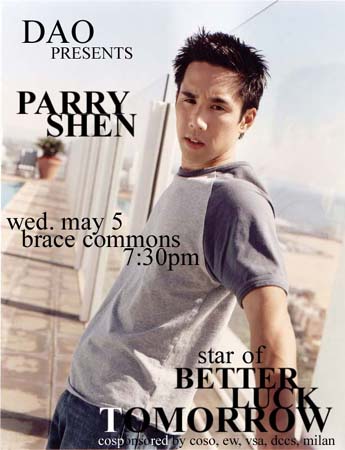 DAO
PRESENTS
PARRY
SHEN
wed. may 5
brace commons
7:30pm
star of
BETTER
LUCK
TOMORROW
cosponsored by coso, ew, vsa, dccs, milan